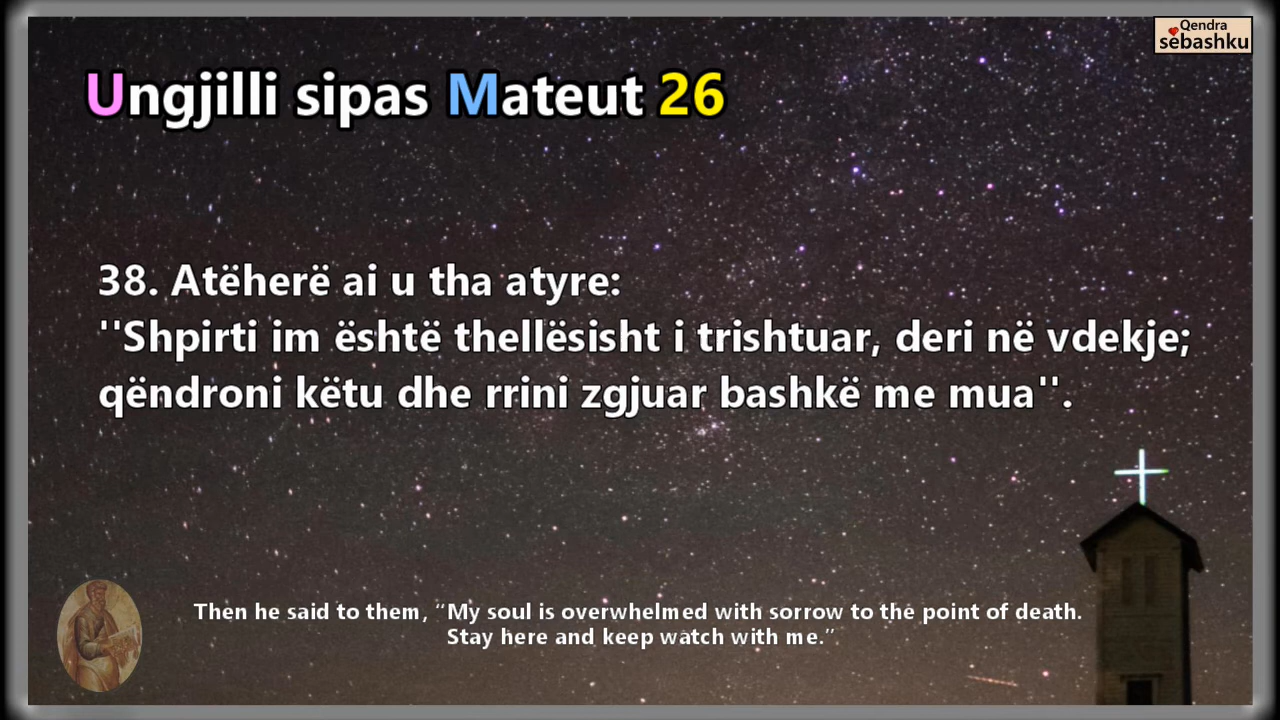 Qendra
sebashku
Ungjilli sipas Mateut 26
38. Atëherë ai u tha atyre:
''Shpirti im është thellësisht i trishtuar, deri në vdekje;
qëndroni këtu dhe rrini zgjuar bashkë me mua''.
Then he said to them, “My soul is overwhelmed with sorrow to the point of death.
Stay here and keep watch with me.”